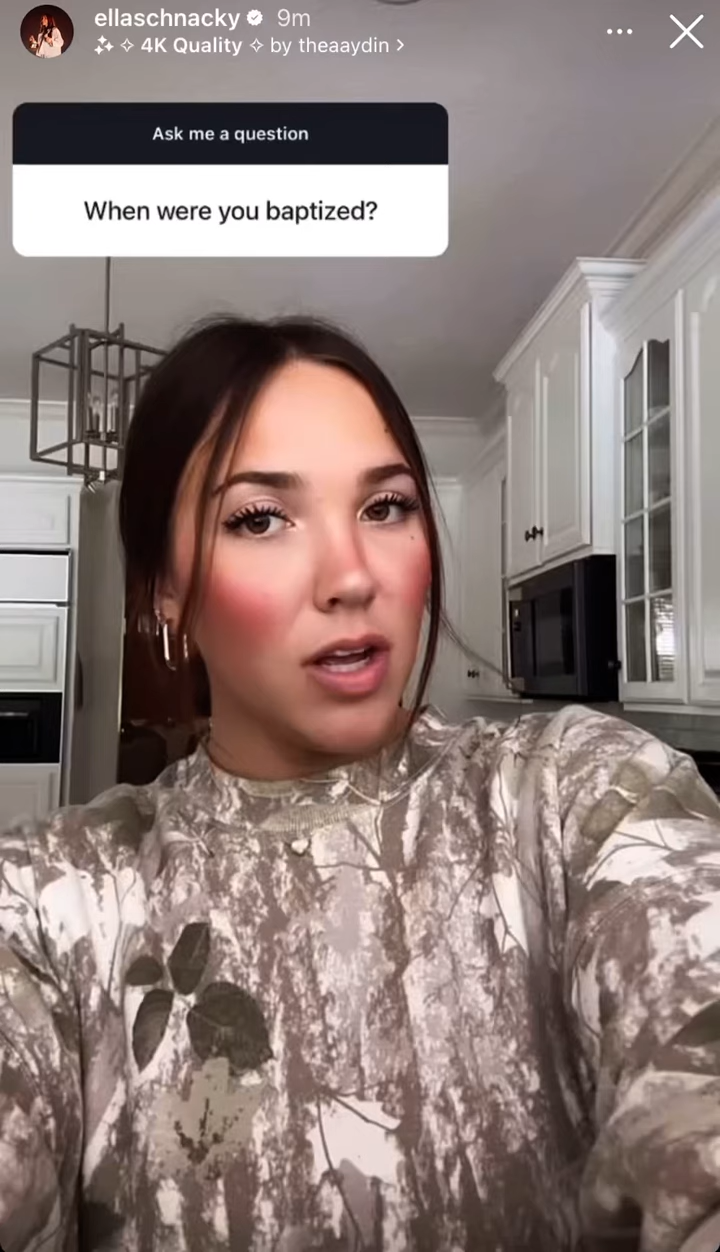 ellaschnacky 9m
✧ 4K Quality ✧ by theaaydin >
Ask me a question
When were you baptized?